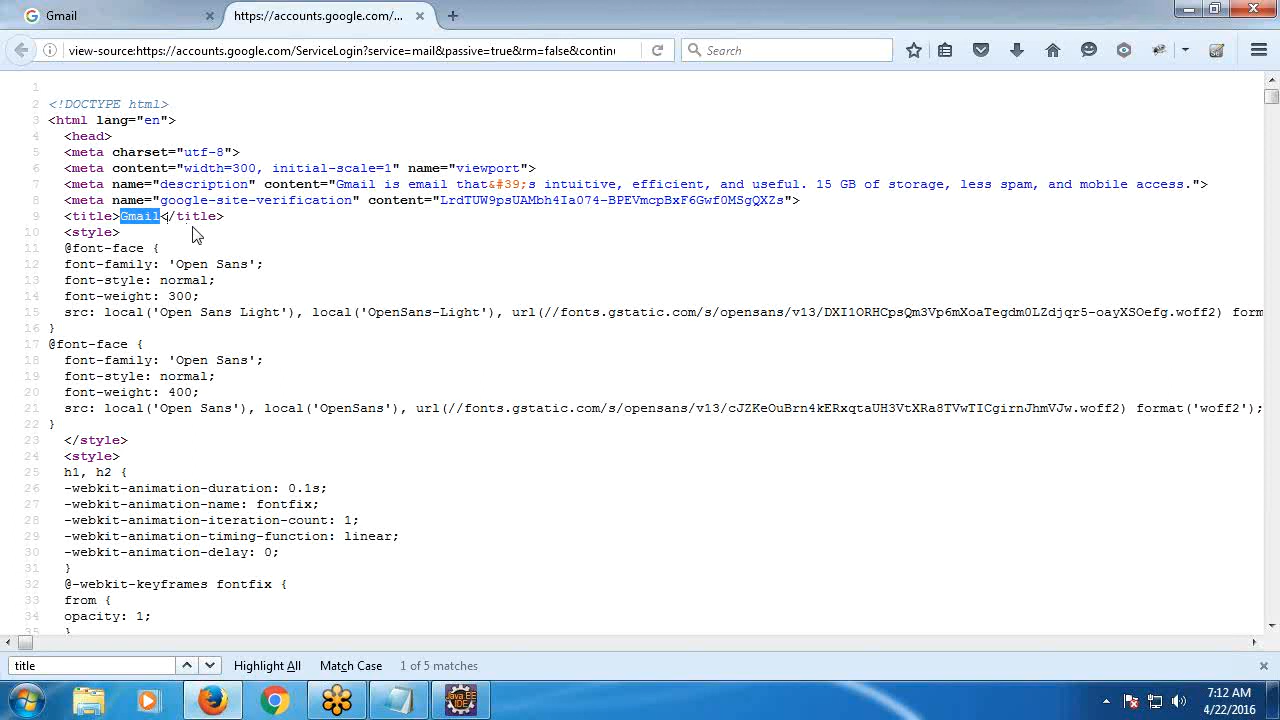 Gmail
https://accounts.google.com/...
view-source:https://accounts.google.com/ServiceLogin?service=mail&passive=true&rm=false&continu
Search
1
2 <!DOCTYPE html>
3 <html lang="en">
4 <head>
5 <meta charset="utf-8">
6 <meta content="width=300, initial-scale=1" name="viewport">
7 <meta name="description" content="Gmail is email that&#39;s intuitive, efficient, and useful. 15 GB of storage, less spam, and mobile access.">
8 <meta name="google-site-verification" content="LrdTUW9psUAMbh4Ia074-BPEVmcpBxF6Gwf0MSgQXZs">
9 <title>Gmail</title>
10 <style>
11 @font-face {
12 font-family: 'Open Sans';
13 font-style: normal;
14 font-weight: 300;
15 src: local('Open Sans Light'), local('OpenSans-Light'), url(//fonts.gstatic.com/s/opensans/v13/DXI1ORHCpsQm3Vp6mXoaTegdm0LZdjqr5-oayXSOefg.woff2) form
16 }
17 @font-face {
18 font-family: 'Open Sans';
19 font-style: normal;
20 font-weight: 400;
21 src: local('Open Sans'), local('OpenSans'), url(//fonts.gstatic.com/s/opensans/v13/cJZKeOuBrn4kERxqtaUH3VtXRa8TVwTICgirnJhmVJw.woff2) format('woff2');
22 }
23 </style>
24 <style>
25 h1, h2 {
26 -webkit-animation-duration: 0.1s;
27 -webkit-animation-name: fontfix;
28 -webkit-animation-iteration-count: 1;
29 -webkit-animation-timing-function: linear;
30 -webkit-animation-delay: 0;
31 }
32 @-webkit-keyframes fontfix {
33 from {
34 opacity: 1;
35 }
title
Highlight All
Match Case
1 of 5 matches
Java EE
IDE
7:12 AM
4/22/2016